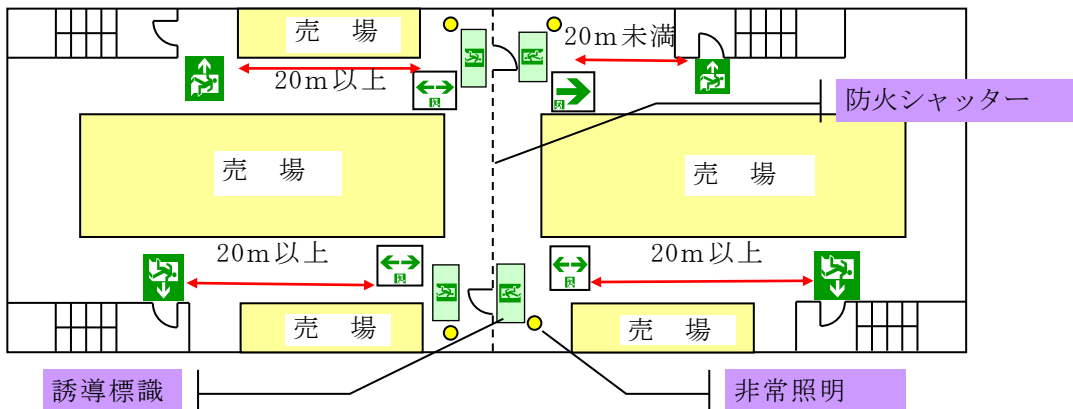 売 場
20m未満
20m以上
防火シャッター
売 場
売 場
20m以上
20m以上
売 場
売 場
誘導標識
非常照明